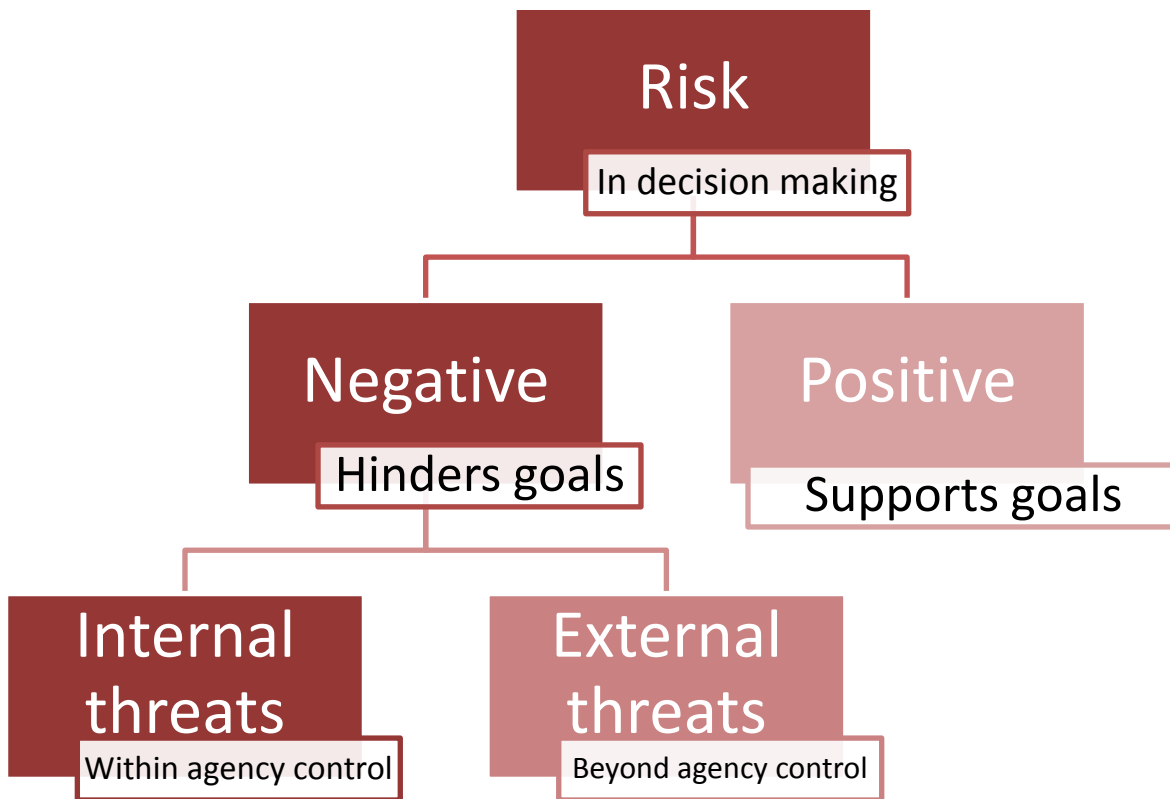 Risk
In decision making
Negative
Hinders goals
Positive
Supports goals
Internal
threats
Within agency control
External
threats
Beyond agency control